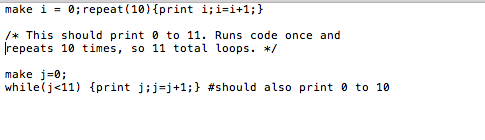 make i = 0;repeat(10){print i;i=i+1;}
/* This should print 0 to 11. Runs code once and
repeats 10 times, so 11 total loops. */
make j=0;
while(j<11) {print j;j=j+1;} #should also print 0 to 10